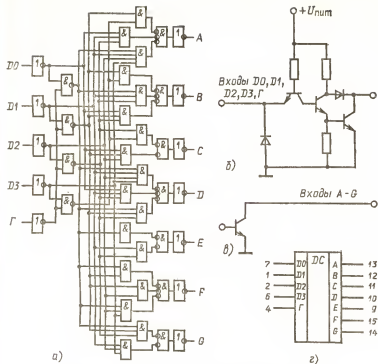 D0
D1
D2
D3
Г
&
1
A
B
C
D
E
F
G
а)
+Uпит
Входы D0, D1,
D2, D3, Г
б)
Входы A-G
в)
DC
7 D0 A 13
1 D1 B 12
2 D2 C 11
6 D3 D 10
4 Г E 9
F 15
G 14
г)